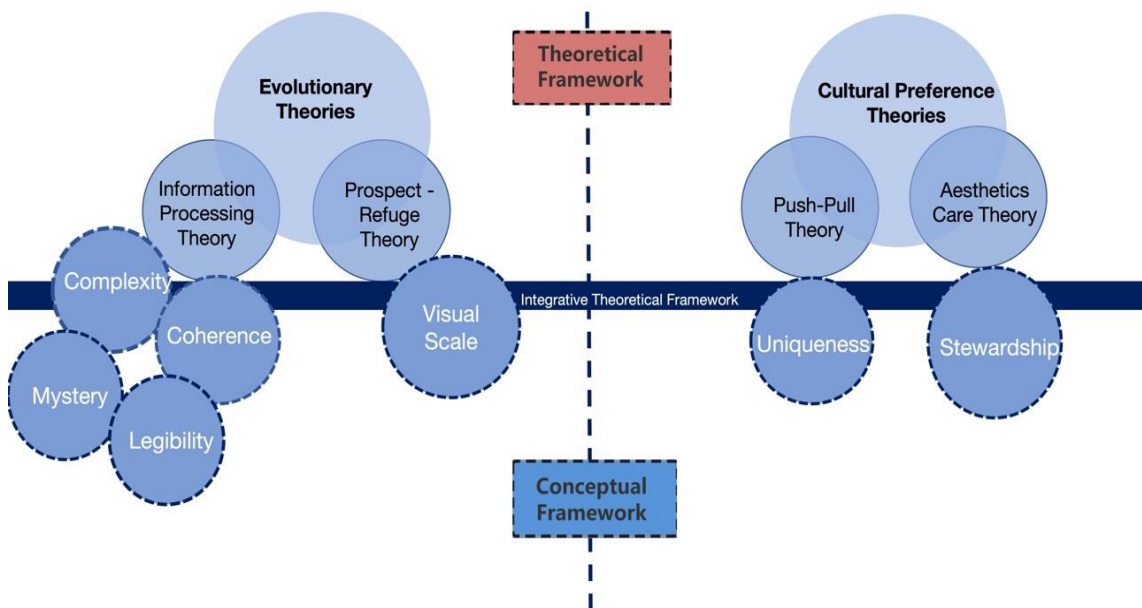 Theoretical
Framework
Evolutionary
Theories
Cultural Preference
Theories
Information
Processing
Theory
Prospect -
Refuge
Theory
Push-Pull
Theory
Aesthetics
Care Theory
Complexity
Coherence
Visual
Scale
Integrative Theoretical Framework
Uniqueness
Stewardship
Mystery
Legibility
Conceptual
Framework